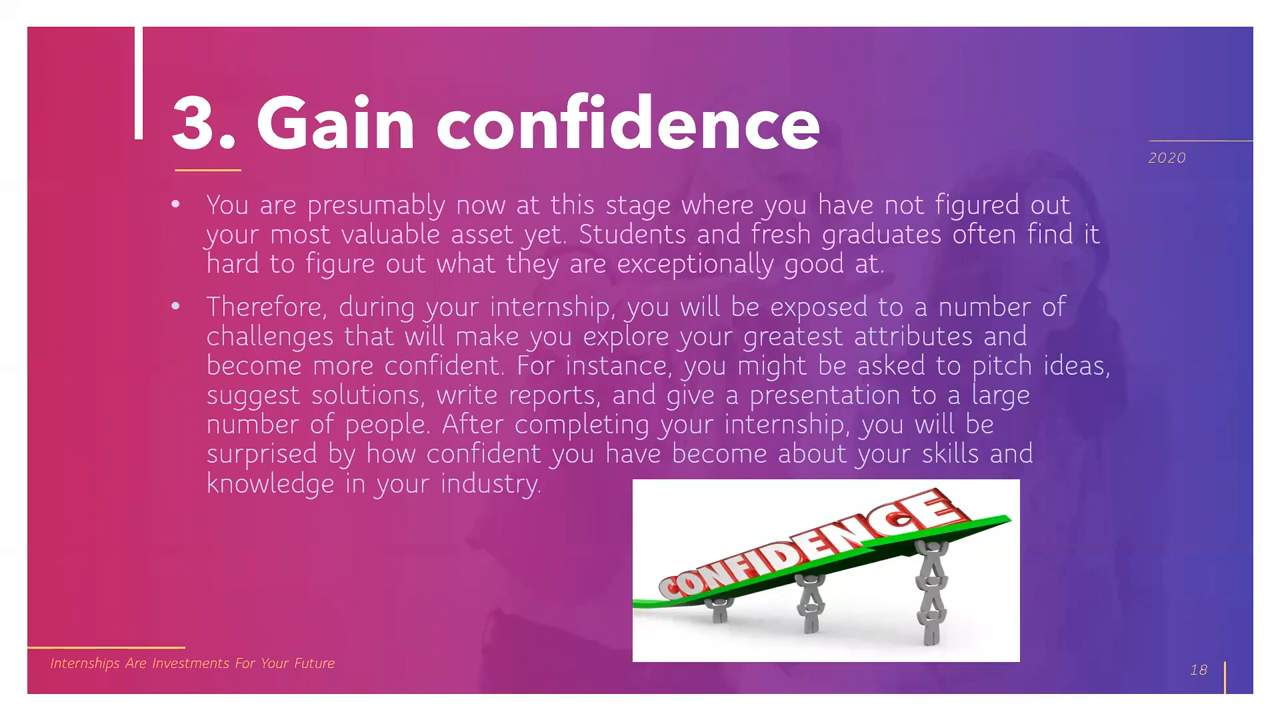 3. Gain confidence
2020
• You are presumably now at this stage where you have not figured out
your most valuable asset yet. Students and fresh graduates often find it
hard to figure out what they are exceptionally good at.
• Therefore, during your internship, you will be exposed to a number of
challenges that will make you explore your greatest attributes and
become more confident. For instance, you might be asked to pitch ideas,
suggest solutions, write reports, and give a presentation to a large
number of people. After completing your internship, you will be
surprised by how confident you have become about your skills and
knowledge in your industry.
CONFIDENCE
Internships Are Investments For Your Future
18